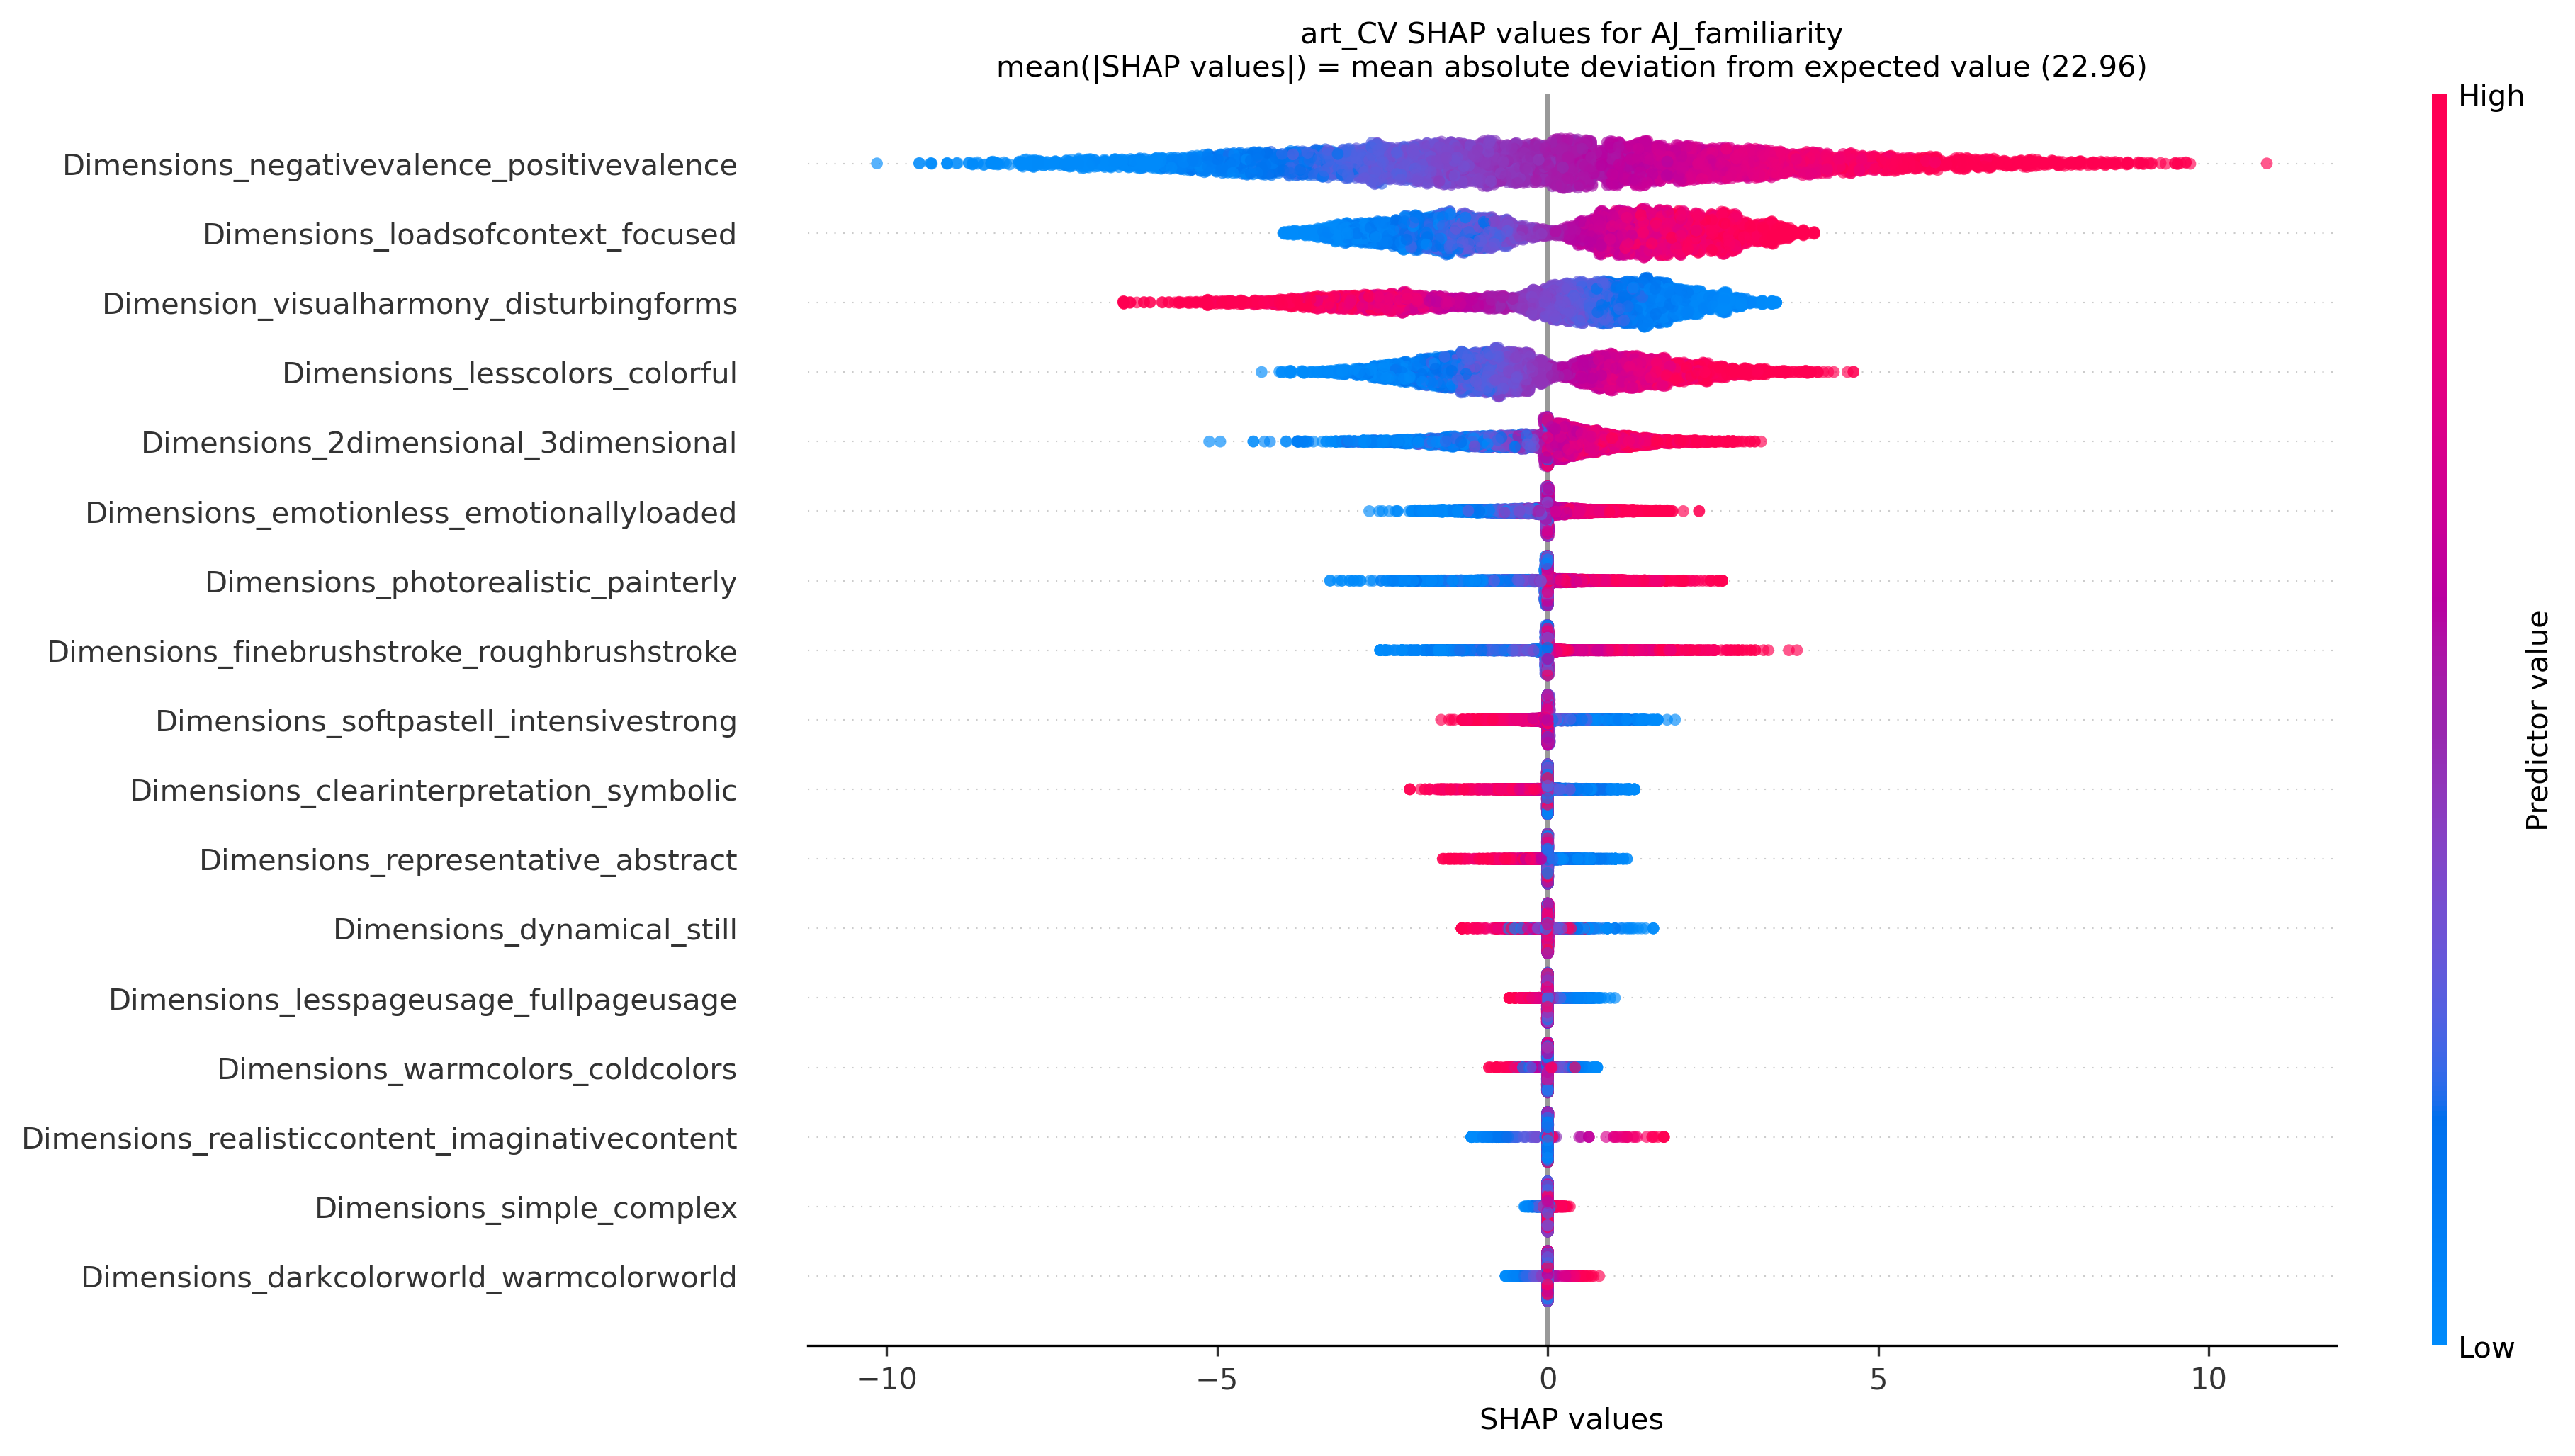 art_CV SHAP values for AJ_familiarity
mean(|SHAP values|) = mean absolute deviation from expected value (22.96)
High
Dimensions_negativevalence_positivevalence
Dimensions_loadsofcontext_focused
Dimension_visualharmony_disturbingforms
Dimensions_lesscolors_colorful
Dimensions_2dimensional_3dimensional
Dimensions_emotionless_emotionallyloaded
Dimensions_photorealistic_painterly
Dimensions_finebrushstroke_roughbrushstroke
Dimensions_softpastell_intensivestrong
Dimensions_clearinterpretation_symbolic
Dimensions_representative_abstract
Dimensions_dynamical_still
Dimensions_lesspageusage_fullpageusage
Dimensions_warmcolors_coldcolors
Dimensions_realisticcontent_imaginativecontent
Dimensions_simple_complex
Dimensions_darkcolorworld_warmcolorworld
Predictor value
Low
−10 −5 0 5 10
SHAP values